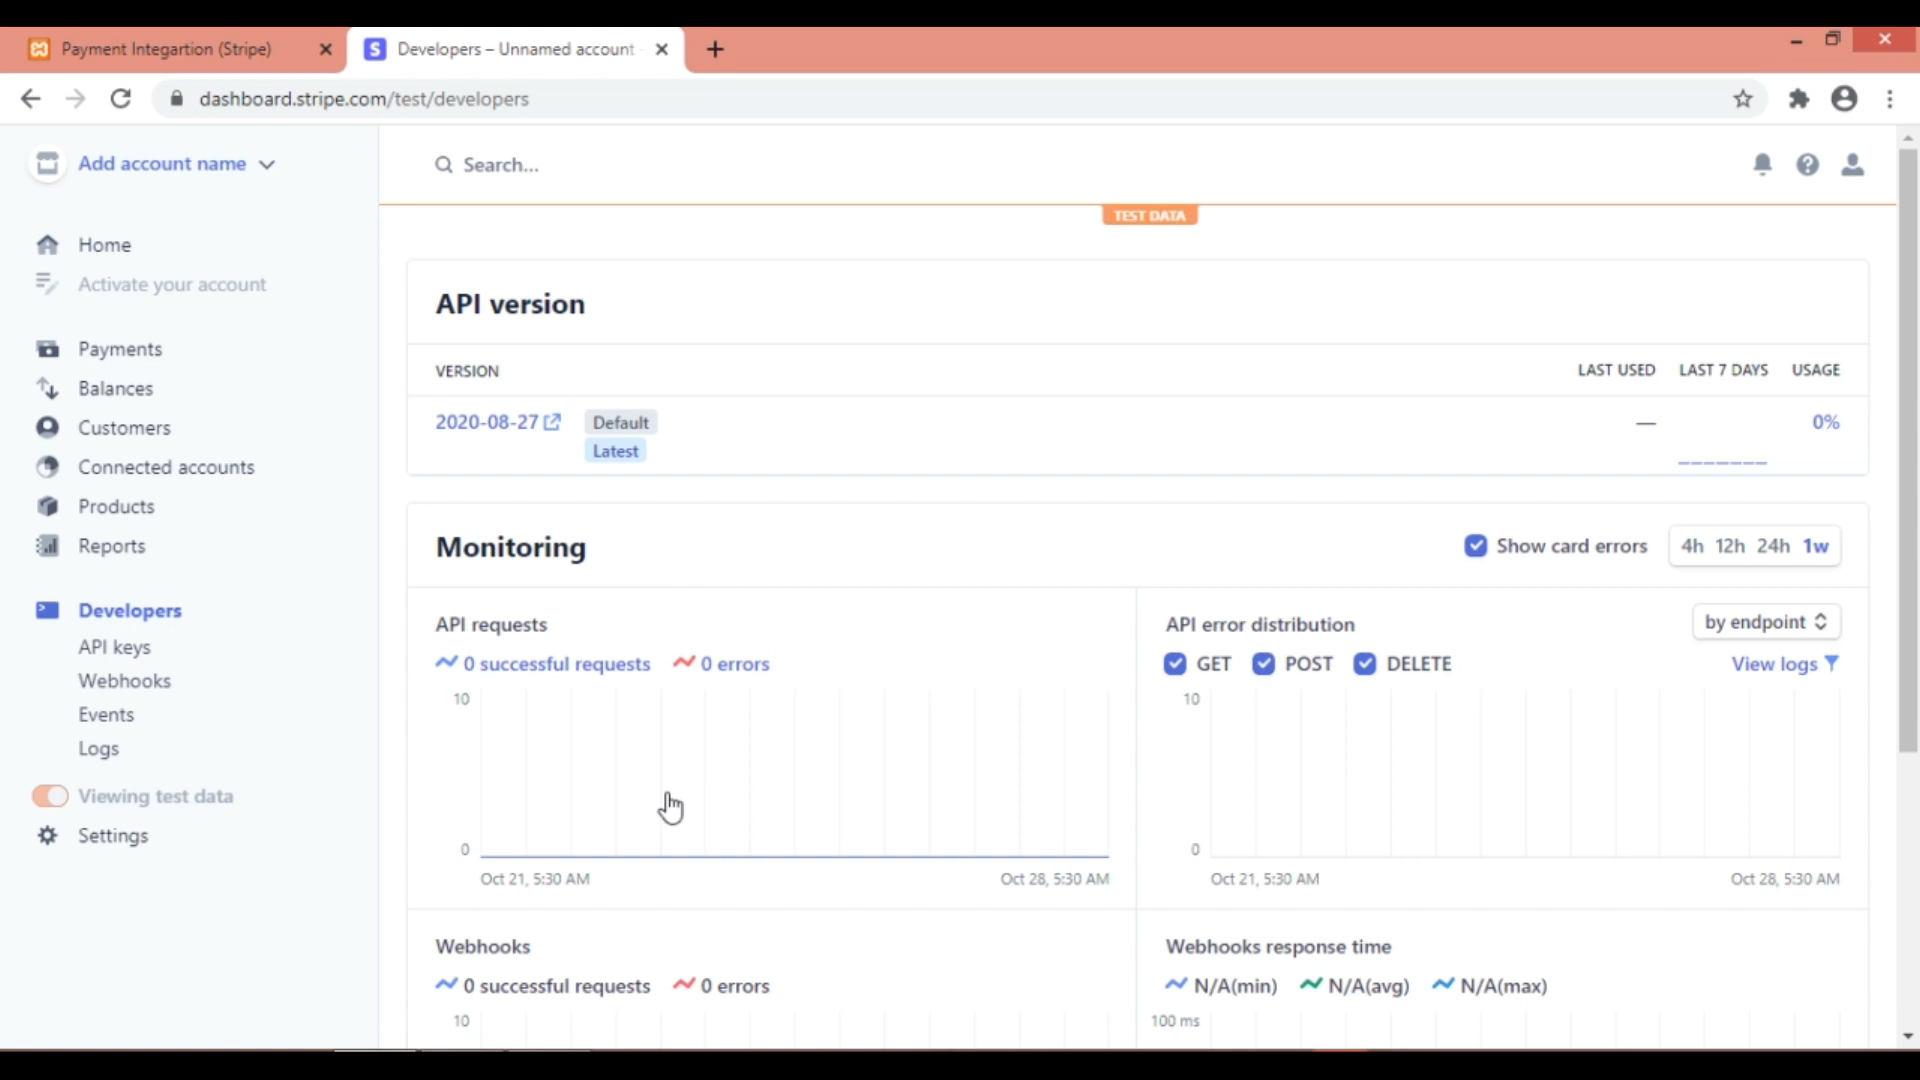 Payment Integartion (Stripe)
Developers – Unnamed account
dashboard.stripe.com/test/developers
Add account name
Search...
TEST DATA
Home
Activate your account
Payments
Balances
Customers
Connected accounts
Products
Reports
Developers
API keys
Webhooks
Events
Logs
Viewing test data
Settings
API version
VERSION LAST USED LAST 7 DAYS USAGE
2020-08-27 Default — 0%
Latest
Monitoring
Show card errors 4h 12h 24h 1w
API requests
0 successful requests 0 errors
10
0
Oct 21, 5:30 AM Oct 28, 5:30 AM
API error distribution by endpoint
GET POST DELETE View logs
10
0
Oct 21, 5:30 AM Oct 28, 5:30 AM
Webhooks
0 successful requests 0 errors
10
Webhooks response time
N/A(min) N/A(avg) N/A(max)
100 ms